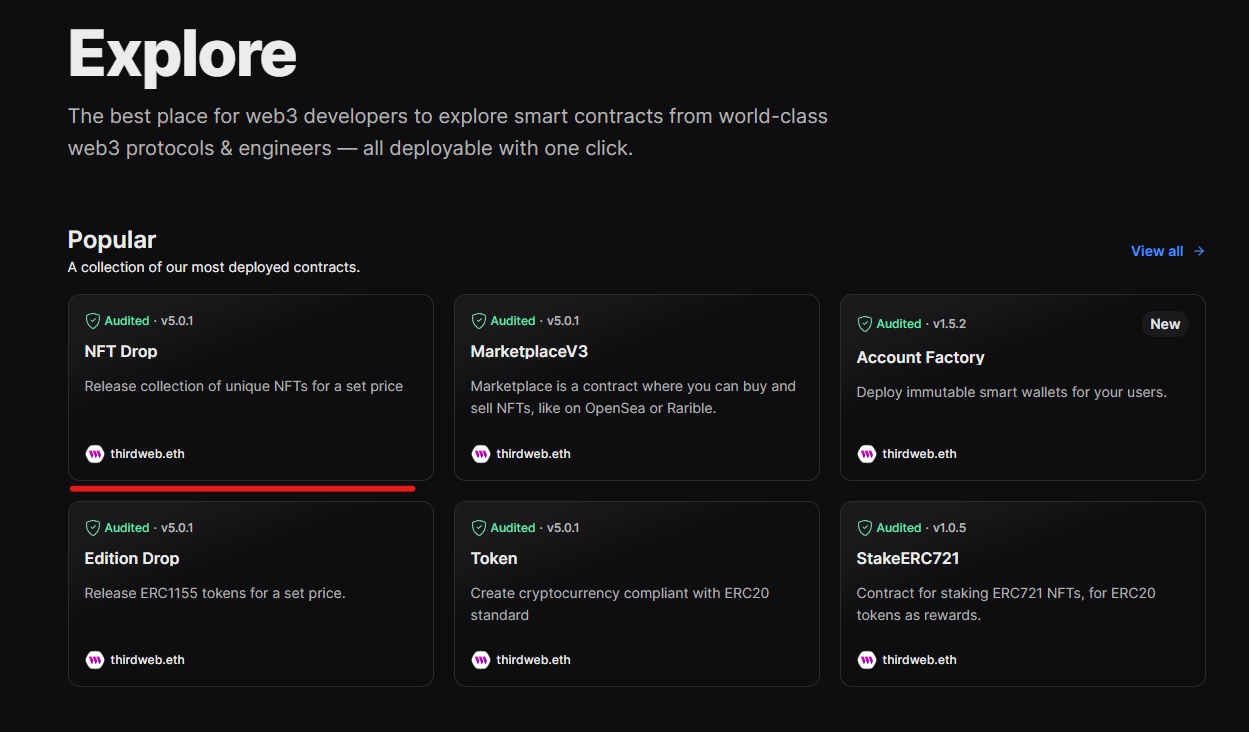 Explore
The best place for web3 developers to explore smart contracts from world-class
web3 protocols & engineers — all deployable with one click.
Popular
A collection of our most deployed contracts.
View all →
Audited · v5.0.1
NFT Drop
Release collection of unique NFTs for a set price
thirdweb.eth
Audited · v5.0.1
MarketplaceV3
Marketplace is a contract where you can buy and
sell NFTs, like on OpenSea or Rarible.
thirdweb.eth
Audited · v1.5.2
New
Account Factory
Deploy immutable smart wallets for your users.
thirdweb.eth
Audited · v5.0.1
Edition Drop
Release ERC1155 tokens for a set price.
thirdweb.eth
Audited · v5.0.1
Token
Create cryptocurrency compliant with ERC20
standard
thirdweb.eth
Audited · v1.0.5
StakeERC721
Contract for staking ERC721 NFTs, for ERC20
tokens as rewards.
thirdweb.eth